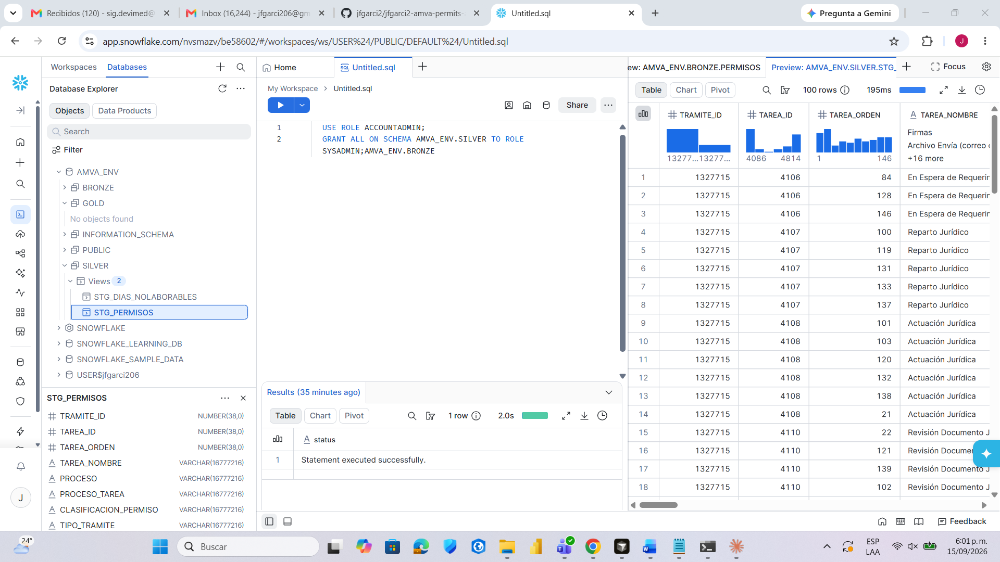 Recibidos (120) - sig.devimed@
Inbox (16,244) - jfgarci206@gm
jfgarci2/jfgarci2-amva-permits-
Untitled.sql
Pregunta a Gemini
app.snowflake.com/nvsmazv/be58602/#/workspaces/ws/USER%24/PUBLIC/DEFAULT%24/Untitled.sql
J
Workspaces
Databases
Database Explorer
Objects
Data Products
Search
Filter
AMVA_ENV
BRONZE
GOLD
No objects found
INFORMATION_SCHEMA
PUBLIC
SILVER
Views 2
STG_DIAS_NOLABORABLES
STG_PERMISOS
SNOWFLAKE
SNOWFLAKE_LEARNING_DB
SNOWFLAKE_SAMPLE_DATA
USER$jfgarci206
STG_PERMISOS
TRAMITE_ID NUMBER(38,0)
TAREA_ID NUMBER(38,0)
TAREA_ORDEN NUMBER(38,0)
TAREA_NOMBRE VARCHAR(16777216)
PROCESO VARCHAR(16777216)
PROCESO_TAREA VARCHAR(16777216)
CLASIFICACION_PERMISO VARCHAR(16777216)
TIPO_TRAMITE VARCHAR(16777216)
J
Home
SQL Untitled.sql
My Workspace > Untitled.sql
Share
1 USE ROLE ACCOUNTADMIN;
2 GRANT ALL ON SCHEMA AMVA_ENV.SILVER TO ROLE
SYSADMIN;AMVA_ENV.BRONZE
Results (35 minutes ago)
Table
Chart
Pivot
1 row
2.0s
A status
1 Statement executed successfully.
ew: AMVA_ENV.BRONZE.PERMISOS
Preview: AMVA_ENV.SILVER.STG_
Focus
Table
Chart
Pivot
100 rows
195ms
TRAMITE_ID
TAREA_ID
TAREA_ORDEN
A TAREA_NOMBRE
13277...13277...
4086 4814
1 146
Firmas
Archivo Envía (correo e
+16 more
1 1327715 4106 84 En Espera de Requerin
2 1327715 4106 128 En Espera de Requerin
3 1327715 4106 146 En Espera de Requerin
4 1327715 4107 100 Reparto Jurídico
5 1327715 4107 119 Reparto Jurídico
6 1327715 4107 131 Reparto Jurídico
7 1327715 4107 133 Reparto Jurídico
8 1327715 4107 137 Reparto Jurídico
9 1327715 4108 101 Actuación Jurídica
10 1327715 4108 103 Actuación Jurídica
11 1327715 4108 120 Actuación Jurídica
12 1327715 4108 132 Actuación Jurídica
13 1327715 4108 138 Actuación Jurídica
14 1327715 4108 21 Actuación Jurídica
15 1327715 4110 22 Revisión Documento J
16 1327715 4110 121 Revisión Documen
17 1327715 4110 139 Revisión Documento J
18 1327715 4110 102 Revisión Documento J
Feedback
24°
Buscar
ESP
LAA
6:01 p. m.
15/09/2026